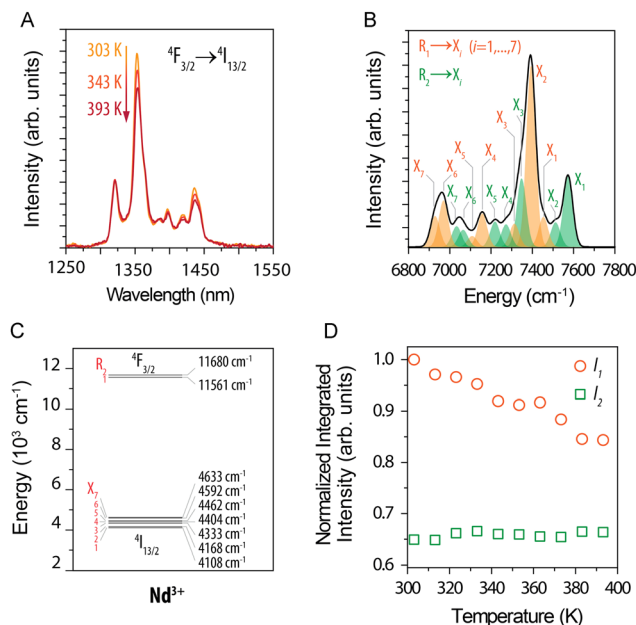 A
303 K
343 K
393 K
⁴F₃/₂→⁴I₁₃/₂
Intensity (arb. units)
1250 1350 1450 1550
Wavelength (nm)
B
R₁→Xᵢ (i=1,...,7)
R₂→Xᵢ
X₂
X₃
X₃
X₅
X₄
X₁
X₇
X₆
X₇
X₆
X₅
X₄
X₂
X₁
Intensity (arb. units)
6800 7000 7200 7400 7600 7800
Energy (cm⁻¹)
C
12
10
8
6
4
2
Energy (10³ cm⁻¹)
R₂
1
⁴F₃/₂
11680 cm⁻¹
11561 cm⁻¹
X₇
6
5
4
3
2
1
⁴I₁₃/₂
4633 cm⁻¹
4592 cm⁻¹
4462 cm⁻¹
4404 cm⁻¹
4333 cm⁻¹
4168 cm⁻¹
4108 cm⁻¹
Nd³⁺
D
I₁
I₂
1.0
0.9
0.8
0.7
0.6
Normalized Integrated
Intensity (arb. units)
300 320 340 360 380 400
Temperature (K)